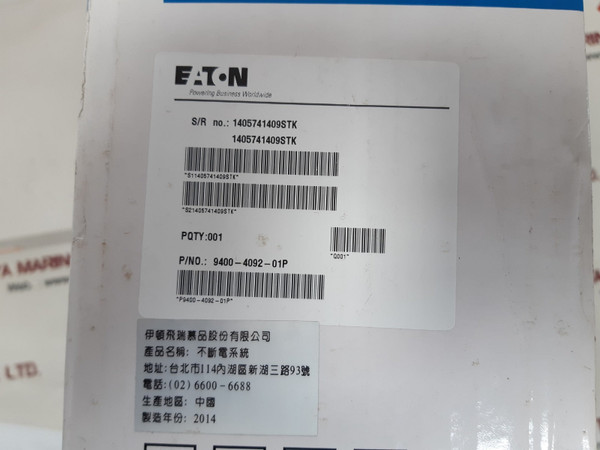 EATON
Powering Business Worldwide
S/R no.: 1405741409STK
1405741409STK
"S11405741409STK"
"S21405741409STK"
PQTY:001
"Q001"
P/NO.: 9400-4092-01P
"P9400-4092-01P"
伊頓飛瑞慕品股份有限公司
產品名稱: 不斷電系統
地址:台北市114內湖區新湖三路93號
電話:(02) 6600-6688
生產地區: 中國
製造年份: 2014
YA MARIN
LTD.